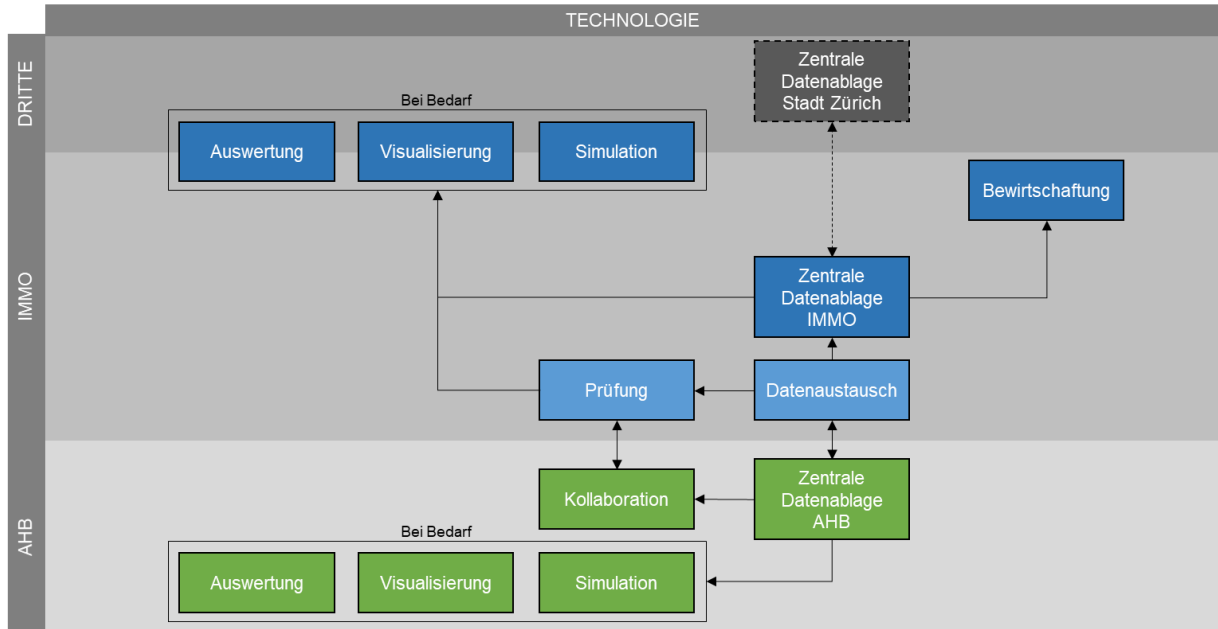 TECHNOLOGIE
DRITTE
Zentrale
Datenablage
Stadt Zürich
Bei Bedarf
Auswertung
Visualisierung
Simulation
IMMO
Bewirtschaftung
Zentrale
Datenablage
IMMO
Prüfung
Datenaustausch
AHB
Kollaboration
Zentrale
Datenablage
AHB
Bei Bedarf
Auswertung
Visualisierung
Simulation